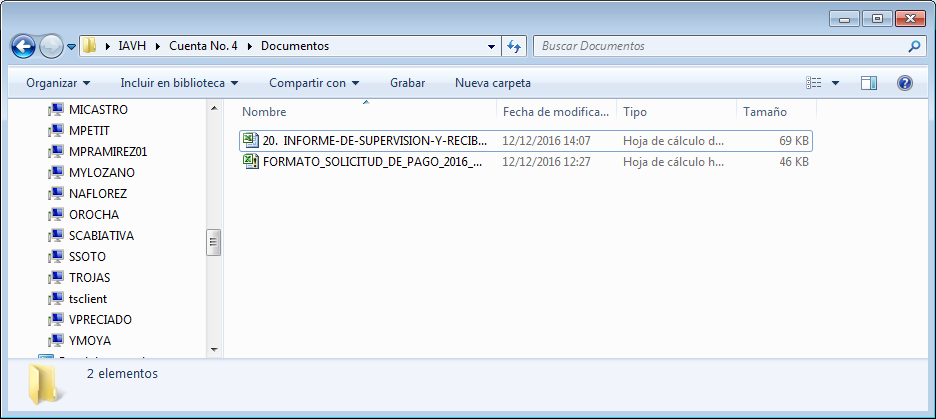 IAVH Cuenta No. 4 Documentos
Buscar Documentos
Organizar Incluir en biblioteca Compartir con Grabar Nueva carpeta
Nombre Fecha de modifica... Tipo Tamaño
20. INFORME-DE-SUPERVISION-Y-RECIB... 12/12/2016 14:07 Hoja de cálculo d... 69 KB
FORMATO_SOLICITUD_DE_PAGO_2016_... 12/12/2016 12:27 Hoja de cálculo h... 46 KB
MICASTRO
MPETIT
MPRAMIREZ01
MYLOZANO
NAFLOREZ
OROCHA
SCABIATIVA
SSOTO
TROJAS
tsclient
VPRECIADO
YMOYA
2 elementos